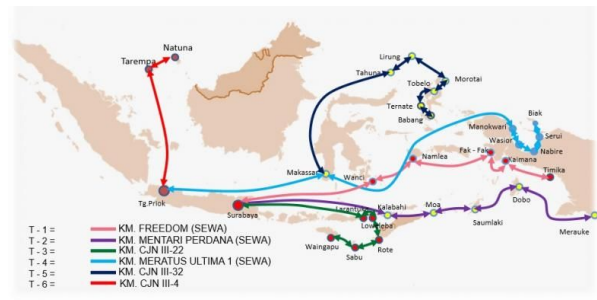 Natuna
Tarempa
Lirung
Tahuna
Morotai
Tobelo
Ternate
Babang
Biak
Manokwari
Serui
Wasior
Nabire
Fak - Fak
Kaimana
Namlea
Timika
Makassar
Wanci
Tg.Priok
Surabaya
Larantuka
Kalabahi
Moa
Dobo
Saumlaki
Merauke
Waingapu
Sabu
Rote
T - 1 = KM. FREEDOM (SEWA)
T - 2 = KM. MENTARI PERDANA (SEWA)
T - 3 = KM. CJN III-22
T - 4 = KM. MERATUS ULTIMA 1 (SEWA)
T - 5 = KM. CJN III-32
T - 6 = KM. CJN III-4